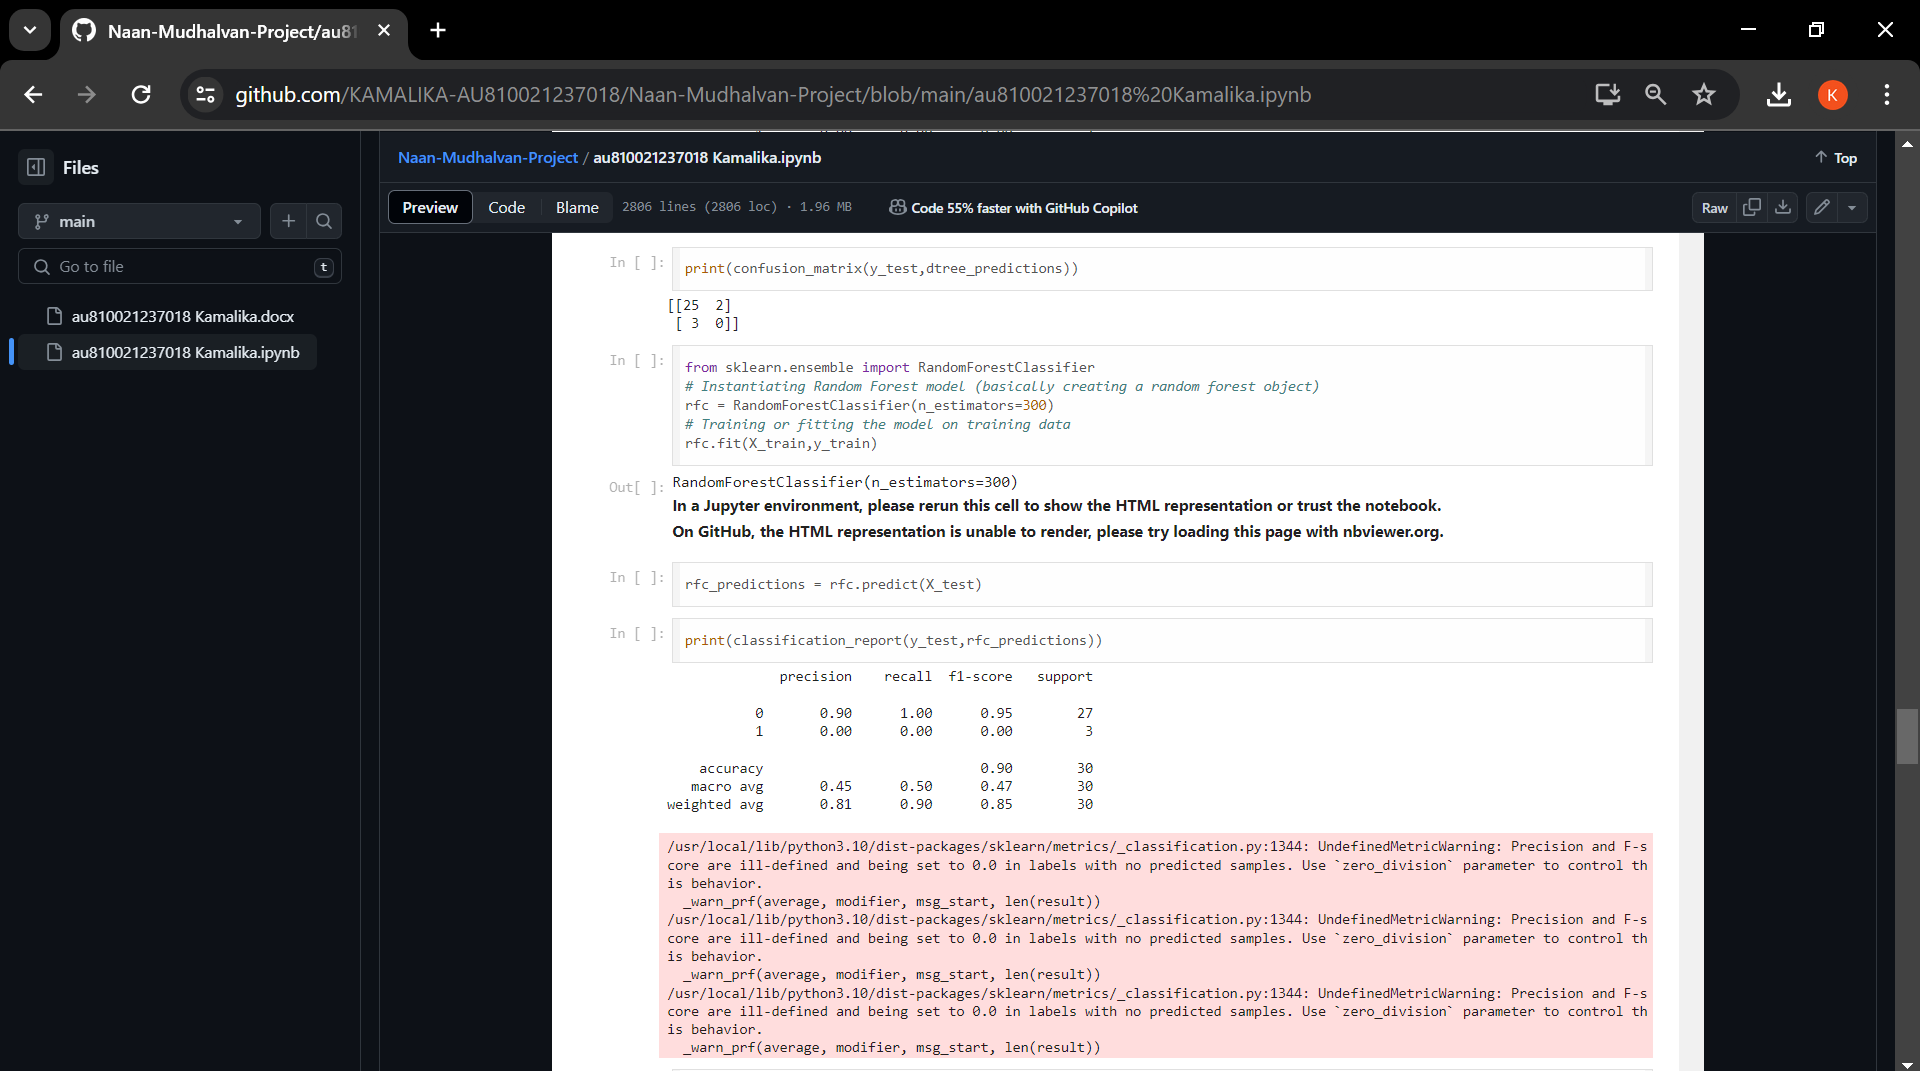 Naan-Mudhalvan-Project/au81
github.com/KAMALIKA-AU810021237018/Naan-Mudhalvan-Project/blob/main/au810021237018%20Kamalika.ipynb
K
Files
main
Go to file
t
au810021237018 Kamalika.docx
au810021237018 Kamalika.ipynb
Naan-Mudhalvan-Project / au810021237018 Kamalika.ipynb
Top
Preview Code Blame 2806 lines (2806 loc) · 1.96 MB Code 55% faster with GitHub Copilot Raw
In [ ]: print(confusion_matrix(y_test,dtree_predictions))
[[25  2]
 [ 3  0]]
In [ ]: from sklearn.ensemble import RandomForestClassifier
# Instantiating Random Forest model (basically creating a random forest object)
rfc = RandomForestClassifier(n_estimators=300)
# Training or fitting the model on training data
rfc.fit(X_train,y_train)
Out[ ]: RandomForestClassifier(n_estimators=300)
In a Jupyter environment, please rerun this cell to show the HTML representation or trust the notebook.
On GitHub, the HTML representation is unable to render, please try loading this page with nbviewer.org.
In [ ]: rfc_predictions = rfc.predict(X_test)
In [ ]: print(classification_report(y_test,rfc_predictions))
precision    recall  f1-score   support
0       0.90      1.00      0.95        27
1       0.00      0.00      0.00         3
accuracy                           0.90        30
macro avg       0.45      0.50      0.47        30
weighted avg       0.81      0.90      0.85        30
/usr/local/lib/python3.10/dist-packages/sklearn/metrics/_classification.py:1344: UndefinedMetricWarning: Precision and F-s
core are ill-defined and being set to 0.0 in labels with no predicted samples. Use `zero_division` parameter to control th
is behavior.
  _warn_prf(average, modifier, msg_start, len(result))
/usr/local/lib/python3.10/dist-packages/sklearn/metrics/_classification.py:1344: UndefinedMetricWarning: Precision and F-s
core are ill-defined and being set to 0.0 in labels with no predicted samples. Use `zero_division` parameter to control th
is behavior.
  _warn_prf(average, modifier, msg_start, len(result))
/usr/local/lib/python3.10/dist-packages/sklearn/metrics/_classification.py:1344: UndefinedMetricWarning: Precision and F-s
core are ill-defined and being set to 0.0 in labels with no predicted samples. Use `zero_division` parameter to control th
is behavior.
  _warn_prf(average, modifier, msg_start, len(result))